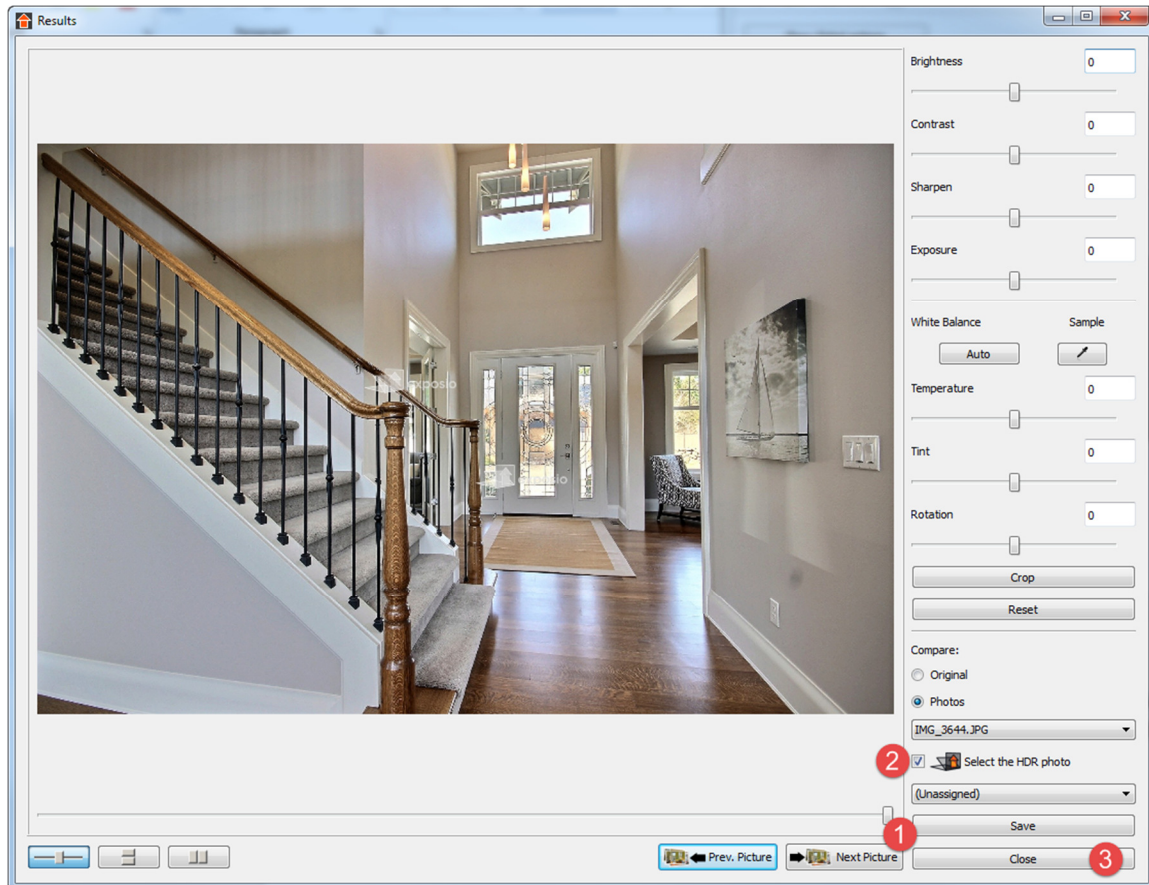 Results
Brightness 0
Contrast 0
Sharpen 0
Exposure 0
White Balance Sample
Auto
Temperature 0
Tint 0
Rotation 0
Crop
Reset
Compare:
Original
Photos
IMG_3644.JPG
2 Select the HDR photo
(Unassigned)
1 Save
Prev. Picture Next Picture Close 3
exposio
exposio